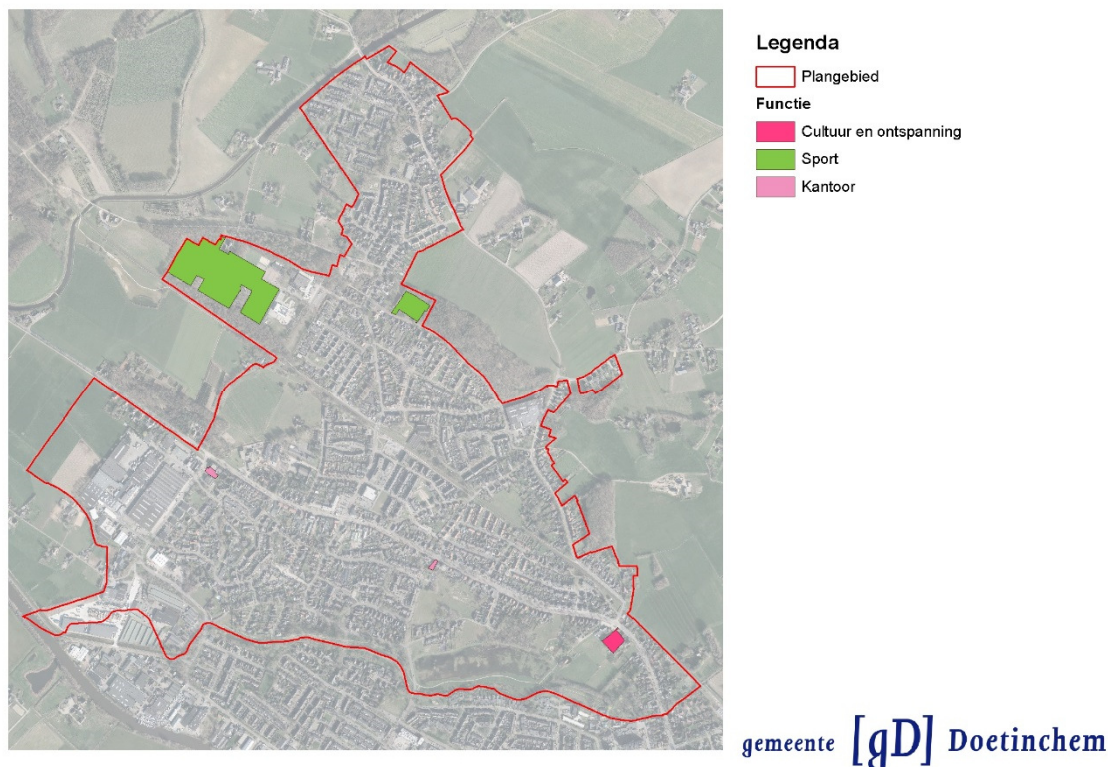 Legenda
Plangebied
Functie
Cultuur en ontspanning
Sport
Kantoor
gemeente [gD] Doetinchem